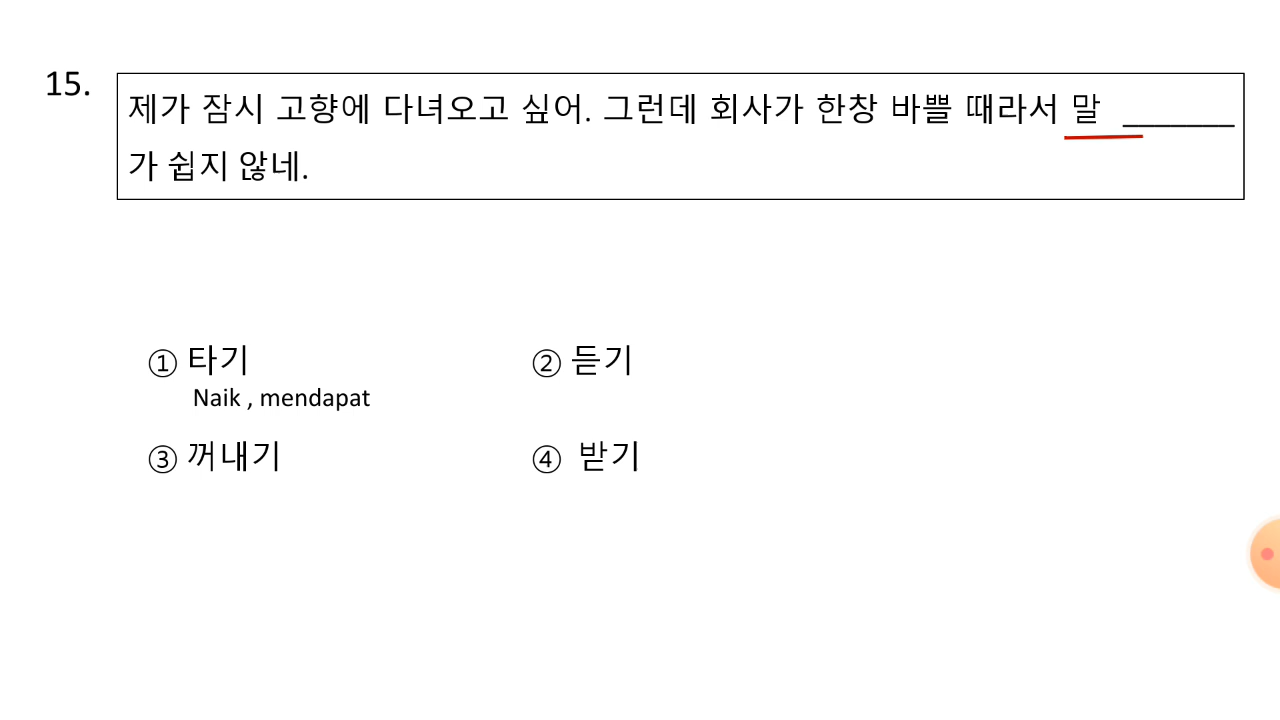 15.
제가 잠시 고향에 다녀오고 싶어. 그런데 회사가 한창 바쁠 때라서 말 _______
가 쉽지 않네.
① 타기 ② 듣기
Naik , mendapat
③ 꺼내기 ④ 받기